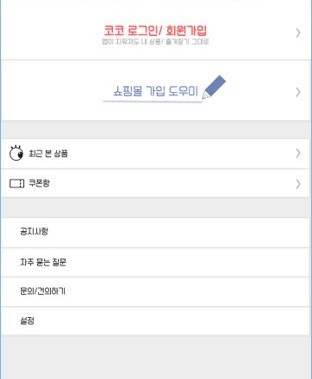 코코 로그인/ 회원가입
앱이 지워져도 내 상품/ 즐겨찾기 그대로
쇼핑몰 가입 도우미
최근 본 상품
쿠폰함
공지사항
자주 묻는 질문
문의/건의하기
설정